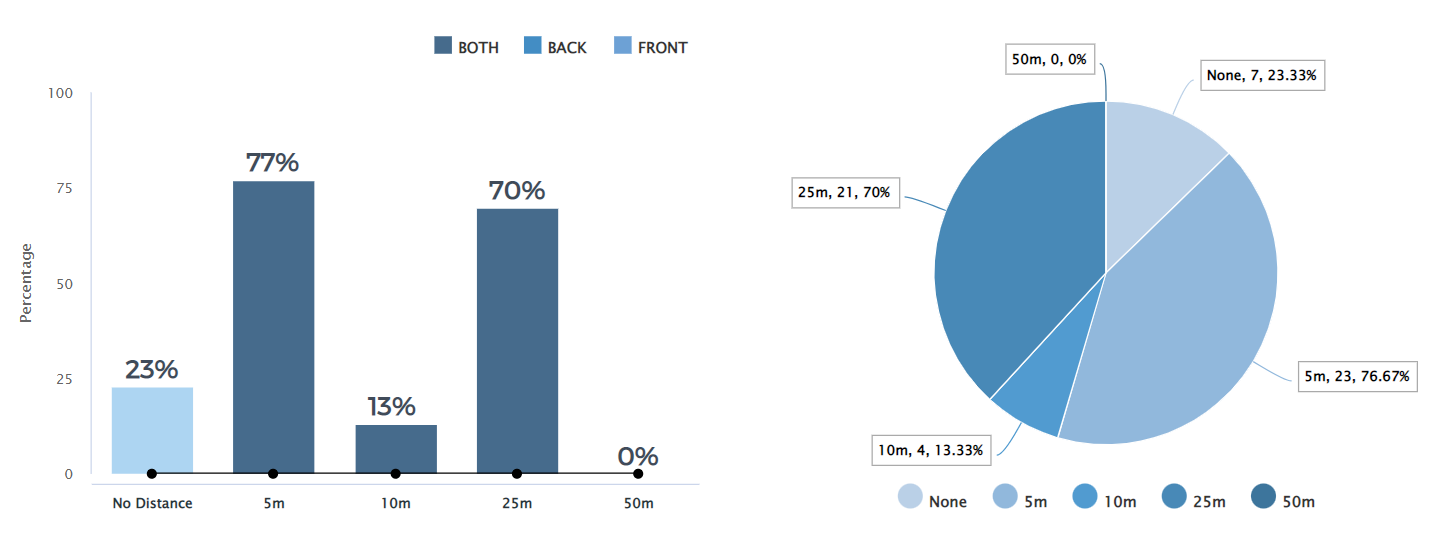 BOTH BACK FRONT
100
75
50
25
0
Percentage
23%
77%
13%
70%
0%
No Distance 5m 10m 25m 50m
50m, 0, 0%
None, 7, 23.33%
25m, 21, 70%
5m, 23, 76.67%
10m, 4, 13.33%
None 5m 10m 25m 50m